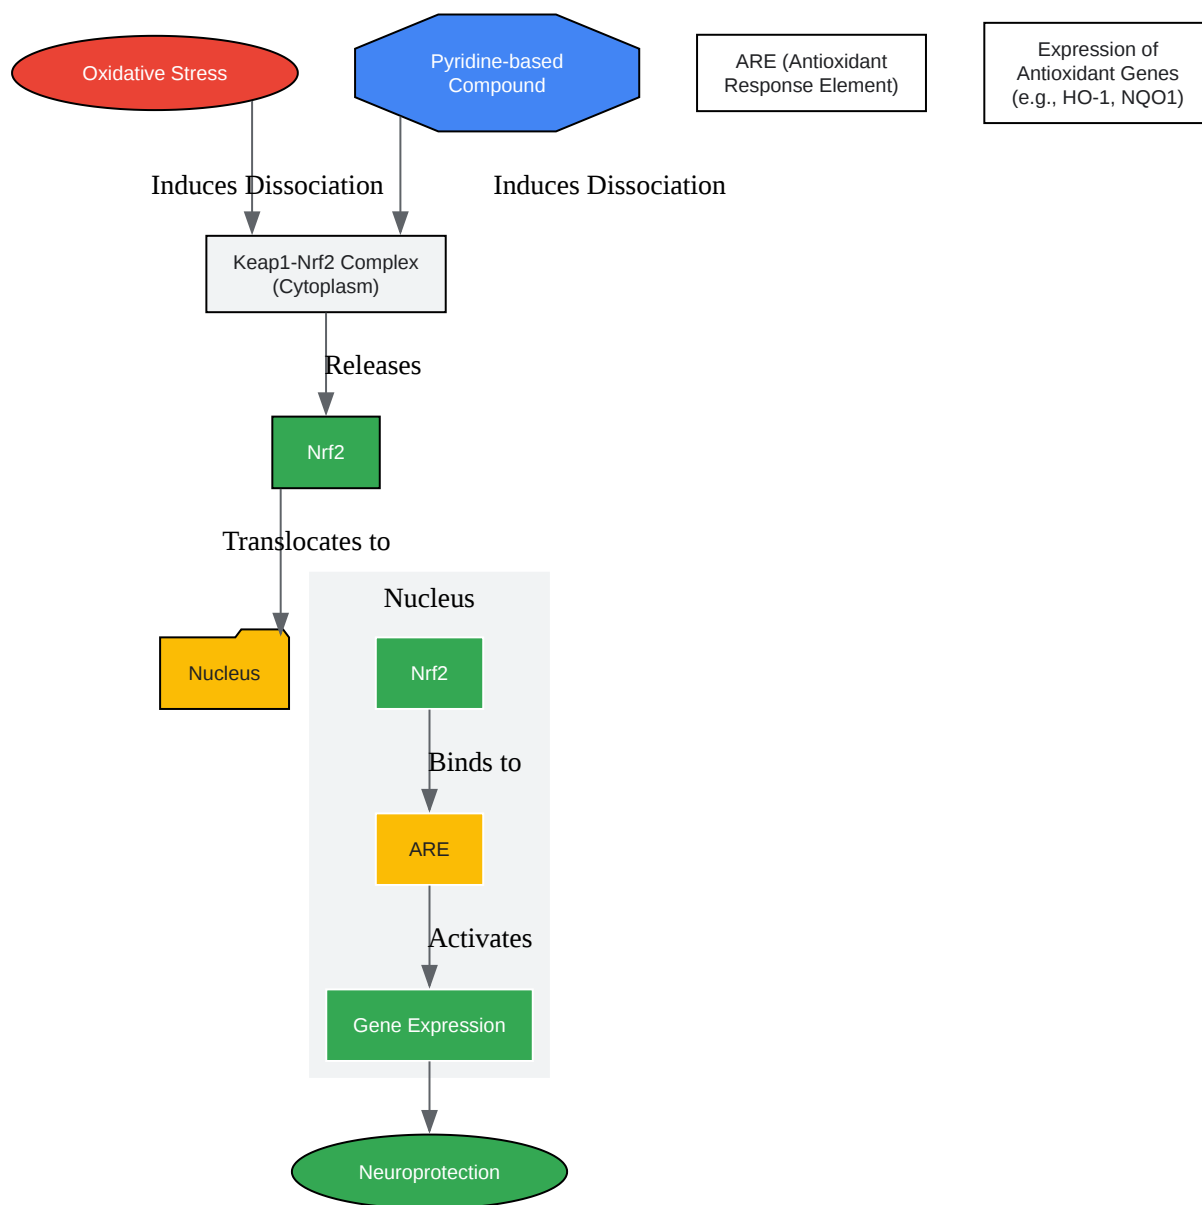 Oxidative Stress
Pyridine-based
Compound
ARE (Antioxidant
Response Element)
Expression of
Antioxidant Genes
(e.g., HO-1, NQO1)
Induces Dissociation
Induces Dissociation
Keap1-Nrf2 Complex
(Cytoplasm)
Releases
Nrf2
Translocates to
Nucleus
Nucleus
Nrf2
Binds to
ARE
Activates
Gene Expression
Neuroprotection